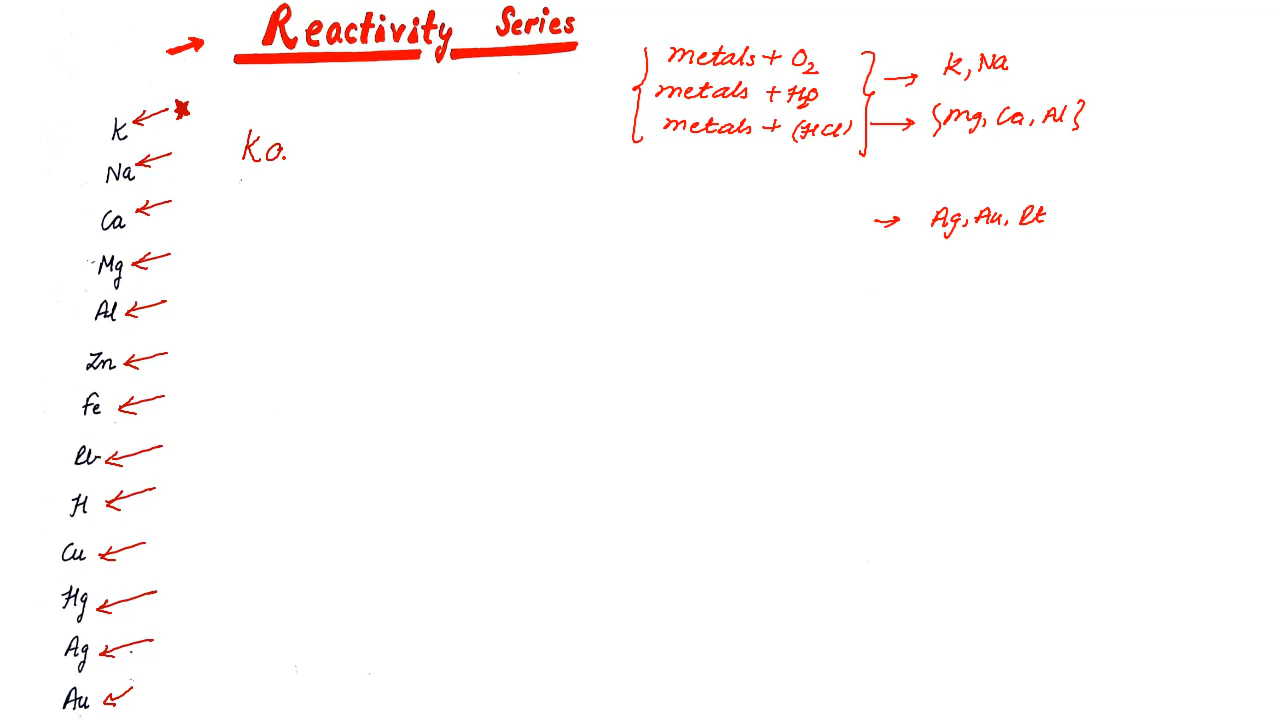 Reactivity Series
metals + O2
metals + H2O
metals + (HCl)
K, Na
{Mg, Ca, Al}
Ag, Au, Pt
K
Ko.
Na
Ca
Mg
Al
Zn
Fe
Pb
H
Cu
Hg
Ag
Au